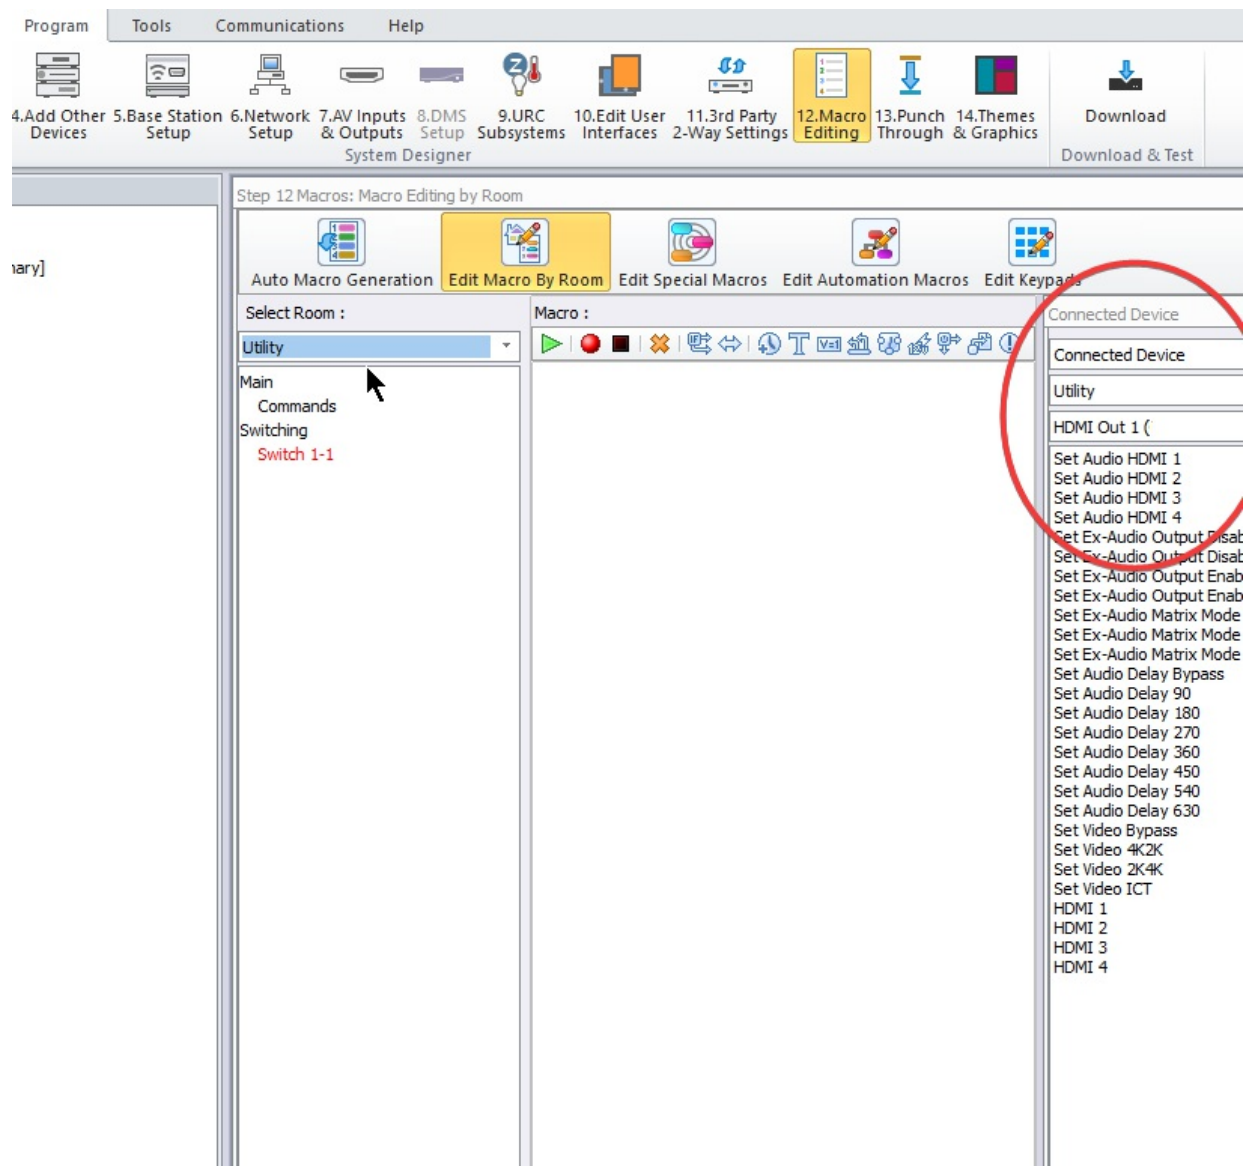 Program Tools Communications Help
4.Add Other Devices
5.Base Station Setup
6.Network Setup
7.AV Inputs & Outputs
8.DMS Setup
9.URC Subsystems
10.Edit User Interfaces
11.3rd Party 2-Way Settings
12.Macro Editing
13.Punch Through
14.Themes & Graphics
Download
System Designer
Download & Test
Step 12 Macros: Macro Editing by Room
nary]
Auto Macro Generation
Edit Macro By Room
Edit Special Macros
Edit Automation Macros
Edit Keypads
Select Room :
Utility
Main
Commands
Switching
Switch 1-1
Macro :
Connected Device
Connected Device
Utility
HDMI Out 1 (
Set Audio HDMI 1
Set Audio HDMI 2
Set Audio HDMI 3
Set Audio HDMI 4
Set Ex-Audio Output Disab
Set Ex-Audio Output Disab
Set Ex-Audio Output Enab
Set Ex-Audio Output Enab
Set Ex-Audio Matrix Mode
Set Ex-Audio Matrix Mode
Set Ex-Audio Matrix Mode
Set Audio Delay Bypass
Set Audio Delay 90
Set Audio Delay 180
Set Audio Delay 270
Set Audio Delay 360
Set Audio Delay 450
Set Audio Delay 540
Set Audio Delay 630
Set Video Bypass
Set Video 4K2K
Set Video 2K4K
Set Video ICT
HDMI 1
HDMI 2
HDMI 3
HDMI 4